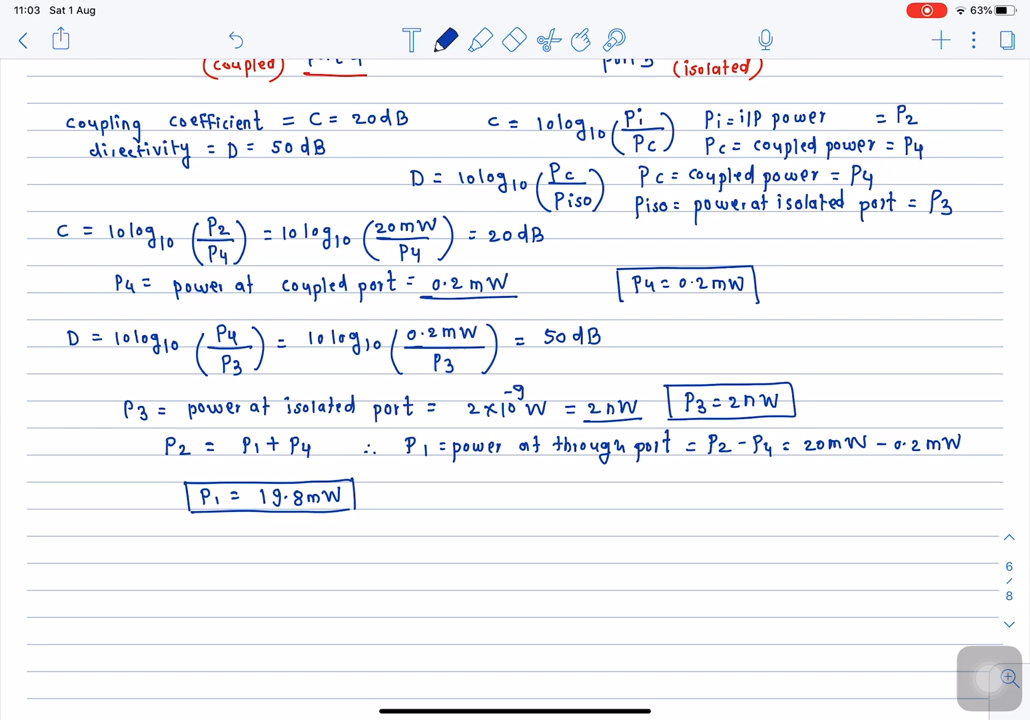 11:03 Sat 1 Aug 63%
T
(coupled) (isolated)
coupling coefficient = C = 20dB C = 10log10 (Pi/Pc) Pi = i/P power = P2
directivity = D = 50 dB Pc = coupled power = P4
D = 10log10 (Pc/Piso) Pc = coupled power = P4
Piso = power at isolated port = P3
C = 10log10 (P2/P4) = 10log10 (20mW/P4) = 20dB
P4 = power at coupled port = 0.2 mW P4 = 0.2mW
D = 10log10 (P4/P3) = 10log10 (0.2mW/P3) = 50dB
P3 = power at isolated port = 2×10^-9 W = 2nW P3 = 2nW
P2 = P1 + P4 ∴ P1 = power at through port = P2 - P4 = 20mW - 0.2mW
P1 = 19.8mW
6
/
8